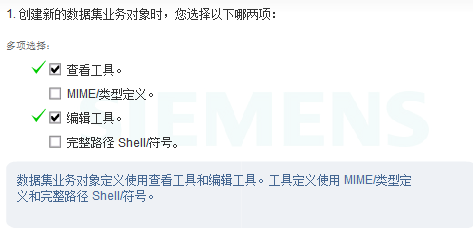 1. 创建新的数据集业务对象时，您选择以下哪两项：
多项选择：
查看工具。
MIME/类型定义。
编辑工具。
完整路径 Shell/符号。
SIEMENS
数据集业务对象定义使用查看工具和编辑工具。工具定义使用 MIME/类型定
义和完整路径 Shell/符号。